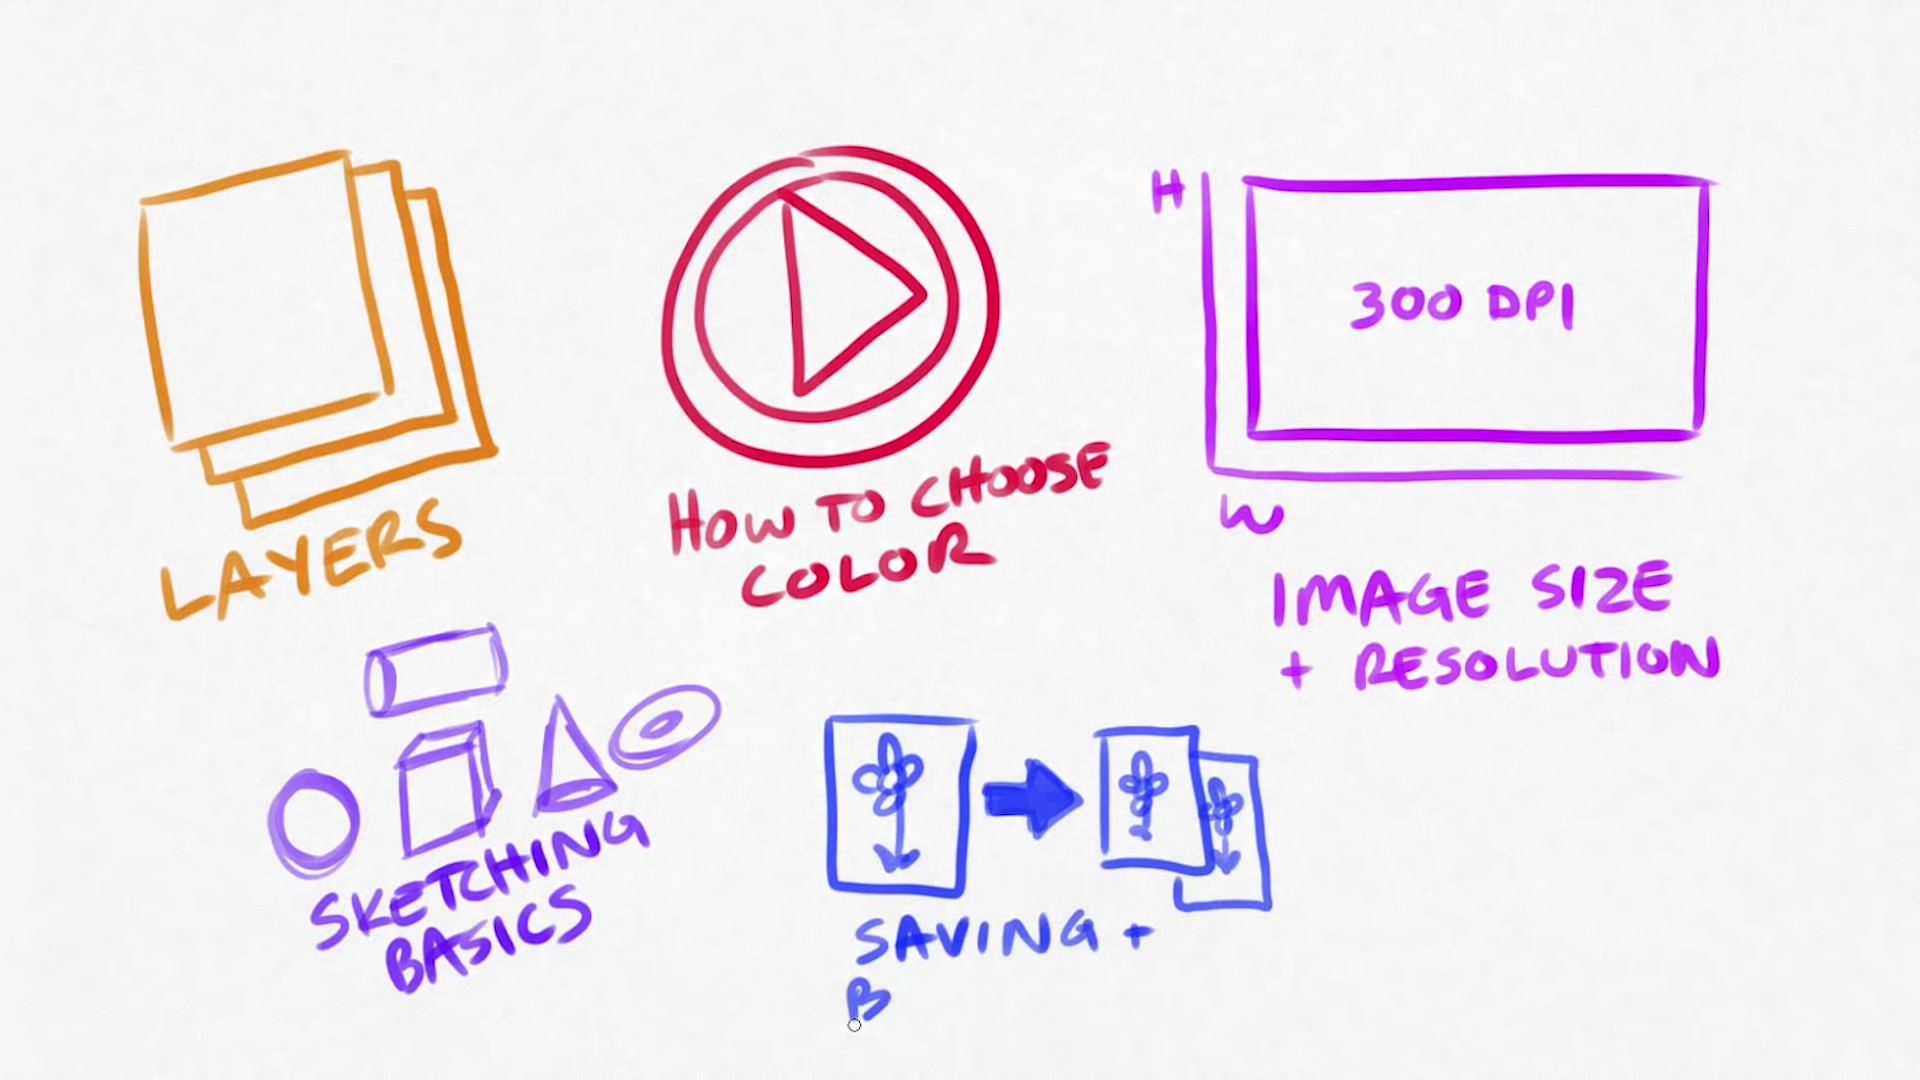 LAYERS
HOW TO CHOOSE
COLOR
H
300 DPI
W
IMAGE SIZE
+ RESOLUTION
SKETCHING
BASICS
SAVING +
B